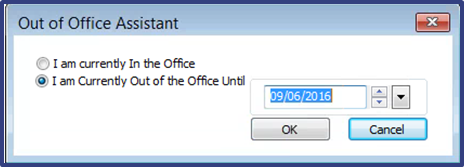 Out of Office Assistant
I am currently In the Office
I am Currently Out of the Office Until
09/06/2016
OK Cancel